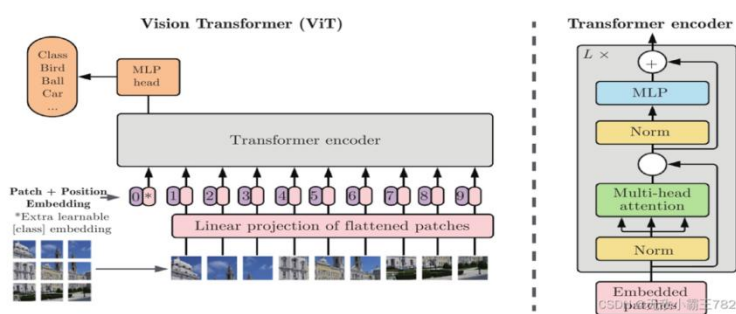 Vision Transformer (ViT)
Class
Bird
Ball
Car
...
MLP
head
Transformer encoder
Patch + Position
Embedding
*Extra learnable
[class] embedding
0 * 1 2 3 4 5 6 7 8 9
Linear projection of flattened patches
Transformer encoder
L ×
+
MLP
Norm
Multi-head
attention
Norm
Embedded
patches